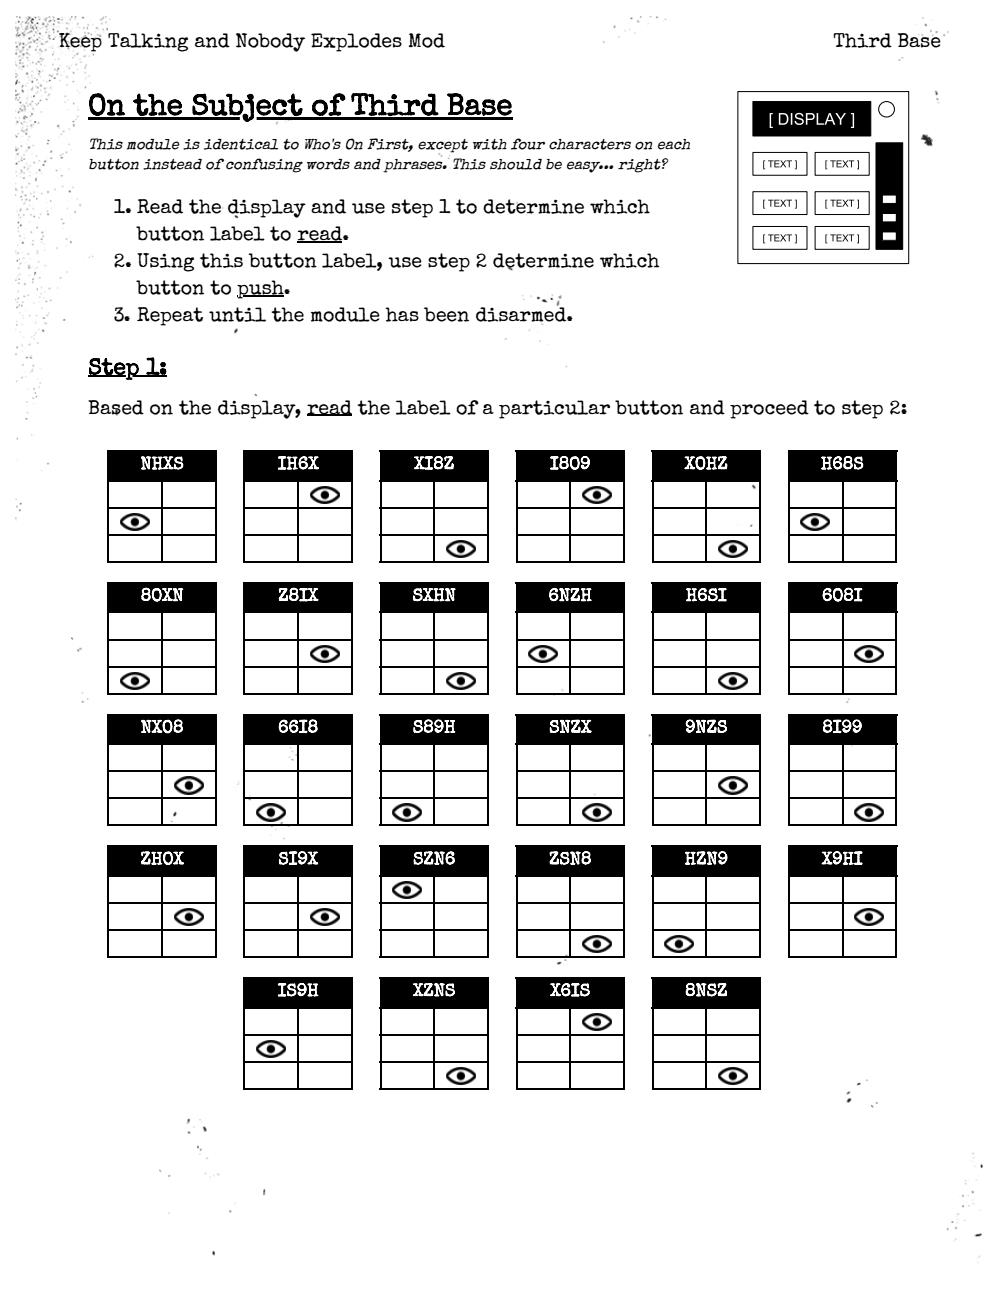 Keep Talking and Nobody Explodes Mod Third Base
On the Subject of Third Base
This module is identical to Who's On First, except with four characters on each
button instead of confusing words and phrases. This should be easy... right?
[ DISPLAY ]
[ TEXT ] [ TEXT ]
[ TEXT ] [ TEXT ]
[ TEXT ] [ TEXT ]
1. Read the display and use step 1 to determine which
button label to read.
2. Using this button label, use step 2 determine which
button to push.
3. Repeat until the module has been disarmed.
Step 1:
Based on the display, read the label of a particular button and proceed to step 2:
NHXS IH6X XI8Z I8O9 XOHZ H68S
8OXN Z8IX SXHN 6NZH H6SI 6O8I
NXO8 66I8 S89H SNZX 9NZS 8I99
ZHOX SI9X SZN6 ZSN8 HZN9 X9HI
IS9H XZNS X6IS 8NSZ